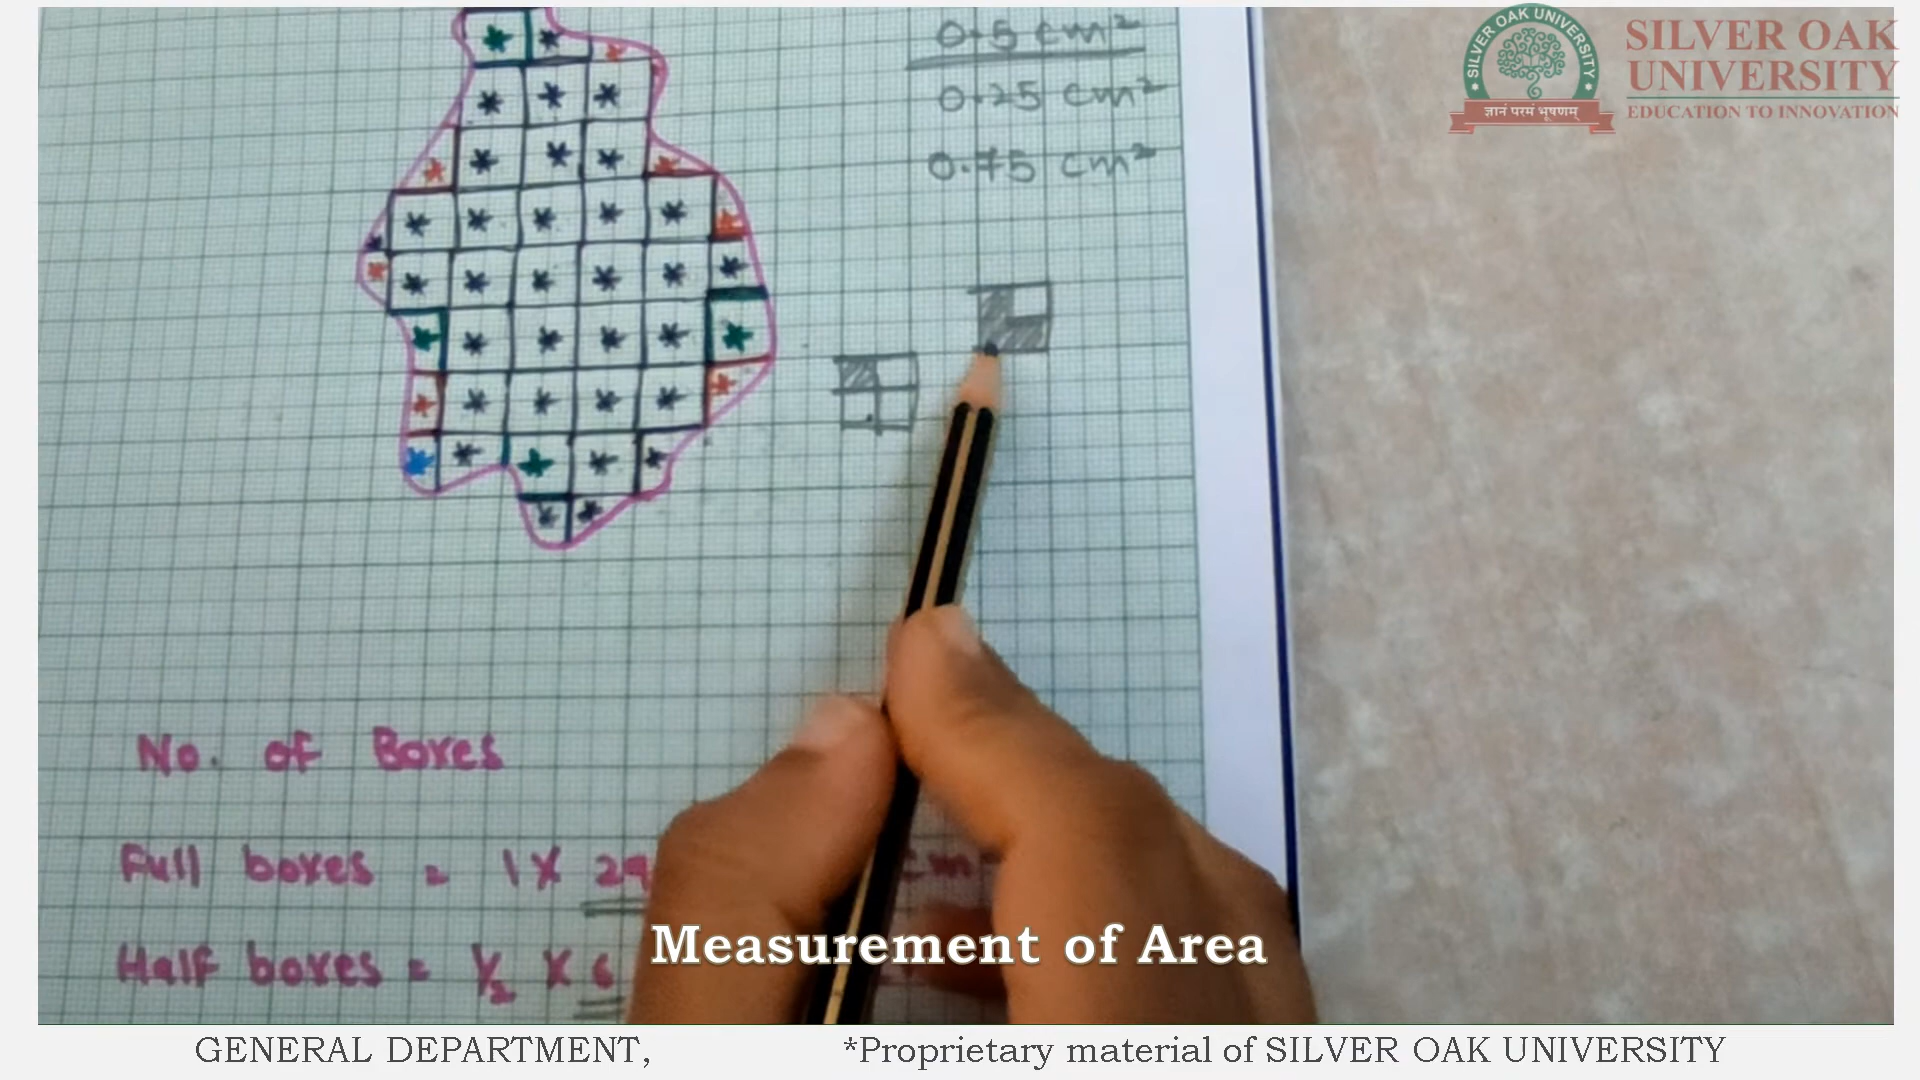 0.5 cm²
0.25 cm²
0.75 cm²
SILVER OAK UNIVERSITY
ज्ञानं परमं भूषणम्
SILVER OAK
UNIVERSITY
EDUCATION TO INNOVATION
No. of Boxes
Full boxes = 1 X 29 cm
Half boxes = 1/2 X 6
Measurement of Area
GENERAL DEPARTMENT, *Proprietary material of SILVER OAK UNIVERSITY